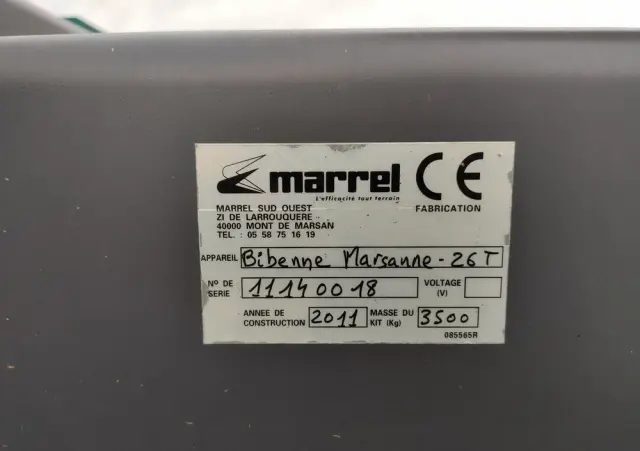 marrel CE
L'efficacité tout terrain
MARREL SUD OUEST FABRICATION
ZI DE LARROUQUERE
40000 MONT DE MARSAN
TEL. : 05 58 75 16 19
APPAREIL Bibenne Marsanne - 26T
N° DE SERIE 11140018 VOLTAGE (V)
ANNEE DE CONSTRUCTION 2011 MASSE DU KIT (Kg) 3500
085565R